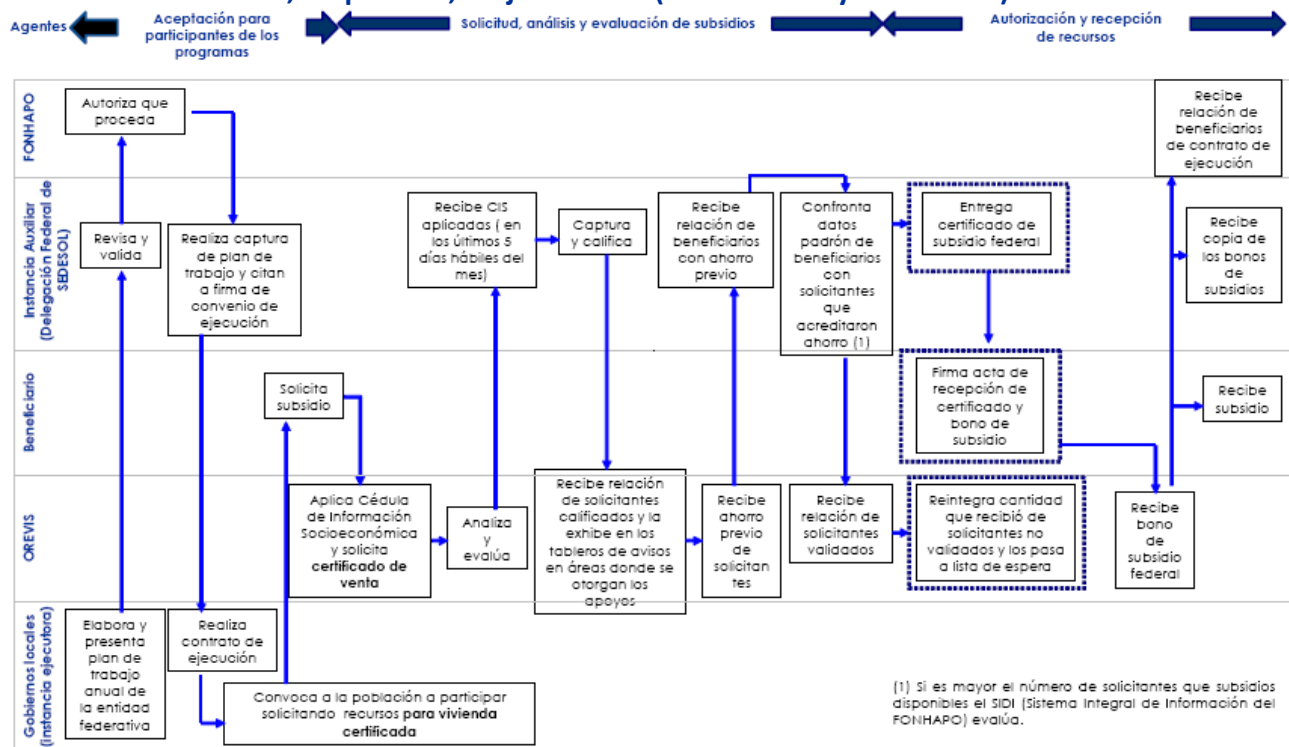 Agentes
Aceptación para
participantes de los
programas
Solicitud, análisis y evaluación de subsidios
Autorización y recepción
de recursos
FONHAPO
Autoriza que
proceda
Recibe
relación de
beneficiarios
de contrato de
ejecución
Instancia Auxiliar
(Delegación Federal de
SEDESOL)
Revisa y
valida
Realiza captura
de plan de
trabajo y citan
a firma de
convenio de
ejecución
Recibe CIS
aplicadas ( en
los últimos 5
días hábiles del
mes)
Captura
y califica
Recibe
relación de
beneficiarios
con ahorro
previo
Confronta
datos
padrón de
beneficiarios
con
solicitantes
que
acreditaron
ahorro (1)
Entrega
certificado de
subsidio federal
Recibe
copia de
los bonos
de
subsidios
Beneficiario
Solicita
subsidio
Firma acta de
recepción de
certificado y
bono de
subsidio
Recibe
subsidio
OREVIS
Aplica Cédula
de Información
Socioeconómica
y solicita
certificado de
venta
Analiza
y
evalúa
Recibe relación
de solicitantes
calificados y la
exhibe en los
tableros de avisos
en áreas donde se
otorgan los
apoyos
Recibe
ahorro
previo
de
solicitan
tes
Recibe
relación de
solicitantes
validados
Reintegra cantidad
que recibió de
solicitantes no
validados y los pasa
a lista de espera
Recibe
bono
de
subsidio
federal
Gobiernos locales
(instancia ejecutora)
Elabora y
presenta
plan de
trabajo
anual de
la entidad
federativa
Realiza
contrato de
ejecución
Convoca a la población a participar
solicitando recursos para vivienda
certificada
(1) Si es mayor el número de solicitantes que subsidios
disponibles el SIDI (Sistema Integral de Información del
FONHAPO) evalúa.